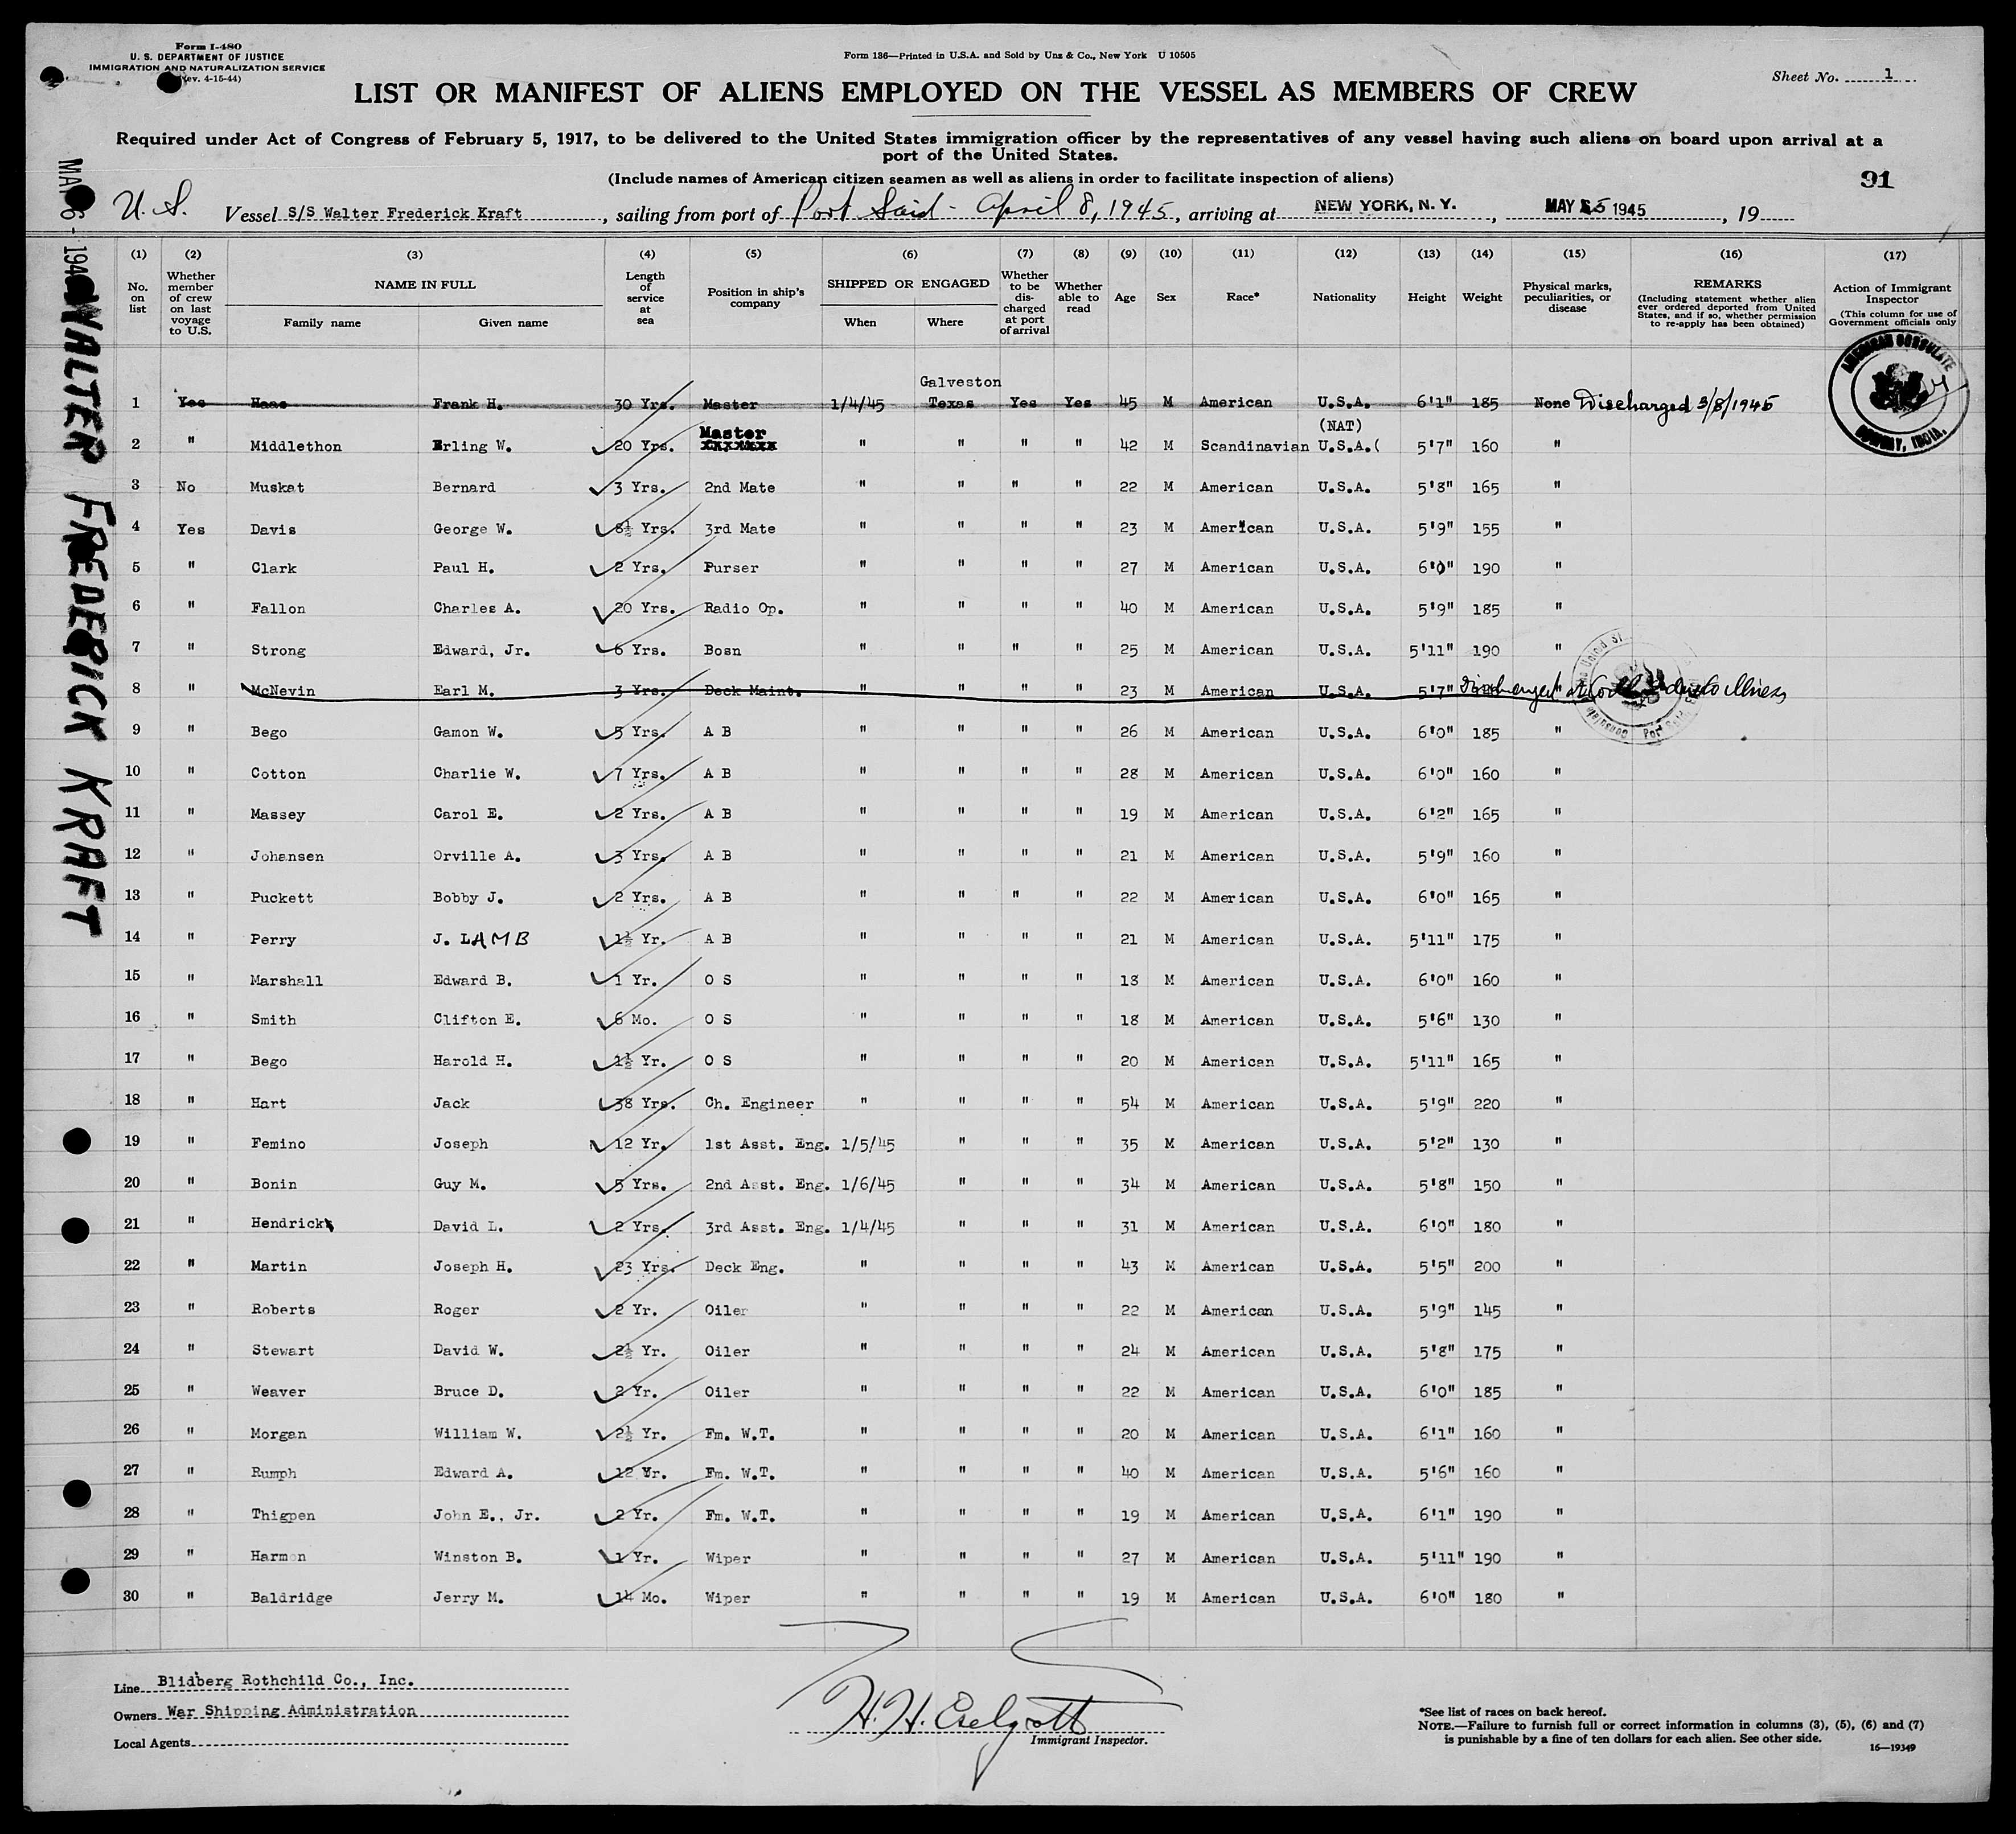 Form I-480
U. S. DEPARTMENT OF JUSTICE
IMMIGRATION AND NATURALIZATION SERVICE
(Rev. 4-15-44)
Form 136—Printed in U.S.A. and Sold by Unz & Co., New York U 10505
Sheet No. 1
LIST OR MANIFEST OF ALIENS EMPLOYED ON THE VESSEL AS MEMBERS OF CREW
Required under Act of Congress of February 5, 1917, to be delivered to the United States immigration officer by the representatives of any vessel having such aliens on board upon arrival at a
port of the United States.
(Include names of American citizen seamen as well as aliens in order to facilitate inspection of aliens)
91
U.S. Vessel S/S Walter Frederick Kraft, sailing from port of Port Said - April 8, 1945, arriving at NEW YORK, N. Y., MAY 5 1945, 19
WALTER FREDERICK KRAFT
(1) (2) (3) (4) (5) (6) (7) (8) (9) (10) (11) (12) (13) (14) (15) (16) (17)
No. on list
Whether member of crew on last voyage to U.S.
NAME IN FULL
Family name
Given name
Length of service at sea
Position in ship's company
SHIPPED OR ENGAGED
When
Where
Whether to be discharged at port of arrival
Whether able to read
Age
Sex
Race*
Nationality
Height
Weight
Physical marks, peculiarities, or disease
REMARKS
(Including statement whether alien ever ordered deported from United States, and if so, whether permission to re-apply has been obtained)
Action of Immigrant Inspector
(This column for use of Government officials only
AMERICAN CONSULATE
BOMBAY, INDIA.
Galveston
1 Yes Haas Frank H. 30 Yrs. Master 1/4/45 Texas Yes Yes 45 M American U.S.A. 6'1" 185 None Discharged 3/8/1945
(NAT)
2 " Middlethon Erling W. 20 Yrs. Master " " " " 42 M Scandinavian U.S.A.( 5'7" 160 "
3 No Muskat Bernard 3 Yrs. 2nd Mate " " " " 22 M American U.S.A. 5'8" 165 "
4 Yes Davis George W. 8½ Yrs. 3rd Mate " " " " 23 M American U.S.A. 5'9" 155 "
5 " Clark Paul H. 2 Yrs. Purser " " " " 27 M American U.S.A. 6'0" 190 "
6 " Fallon Charles A. 20 Yrs. Radio Op. " " " " 40 M American U.S.A. 5'9" 185 "
7 " Strong Edward, Jr. 6 Yrs. Bosn " " " " 25 M American U.S.A. 5'11" 190 "
8 " McNevin Earl M. 3 Yrs. Deck Maint. " " " " 23 M American U.S.A. 5'7" " Discharged at due to illness
9 " Bego Gamon W. 5 Yrs. A B " " " " 26 M American U.S.A. 6'0" 185 "
10 " Cotton Charlie W. 7 Yrs. A B " " " " 28 M American U.S.A. 6'0" 160 "
11 " Massey Carol E. 2 Yrs. A B " " " " 19 M American U.S.A. 6'2" 165 "
12 " Johansen Orville A. 3 Yrs. A B " " " " 21 M American U.S.A. 5'9" 160 "
13 " Puckett Bobby J. 2 Yrs. A B " " " " 22 M American U.S.A. 6'0" 165 "
14 " Perry J. LAMB 1½ Yr. A B " " " " 21 M American U.S.A. 5'11" 175 "
15 " Marshall Edward B. 1 Yr. O S " " " " 18 M American U.S.A. 6'0" 160 "
16 " Smith Clifton E. 6 Mo. O S " " " " 18 M American U.S.A. 5'6" 130 "
17 " Bego Harold H. 1½ Yr. O S " " " " 20 M American U.S.A. 5'11" 165 "
18 " Hart Jack 38 Yrs. Ch. Engineer " " " " 54 M American U.S.A. 5'9" 220 "
19 " Femino Joseph 12 Yr. 1st Asst. Eng. 1/5/45 " " " 35 M American U.S.A. 5'2" 130 "
20 " Bonin Guy M. 5 Yrs. 2nd Asst. Eng. 1/6/45 " " " 34 M American U.S.A. 5'8" 150 "
21 " Hendrick David L. 2 Yrs. 3rd Asst. Eng. 1/4/45 " " " 31 M American U.S.A. 6'0" 180 "
22 " Martin Joseph H. 23 Yrs. Deck Eng. " " " " 43 M American U.S.A. 5'5" 200 "
23 " Roberts Roger 2 Yr. Oiler " " " " 22 M American U.S.A. 5'9" 145 "
24 " Stewart David W. 2½ Yr. Oiler " " " " 24 M American U.S.A. 5'8" 175 "
25 " Weaver Bruce D. 2 Yr. Oiler " " " " 22 M American U.S.A. 6'0" 185 "
26 " Morgan William W. 2½ Yr. Fm. W.T. " " " " 20 M American U.S.A. 6'1" 160 "
27 " Rumph Edward A. 12 Yr. Fm. W.T. " " " " 40 M American U.S.A. 5'6" 160 "
28 " Thigpen John E., Jr. 2 Yr. Fm. W.T. " " " " 19 M American U.S.A. 6'1" 190 "
29 " Harmon Winston B. 1 Yr. Wiper " " " " 27 M American U.S.A. 5'11" 190 "
30 " Baldridge Jerry M. 14 Mo. Wiper " " " " 19 M American U.S.A. 6'0" 180 "
Line Blidberg Rothchild Co., Inc.
Owners War Shipping Administration
Local Agents
Immigrant Inspector.
*See list of races on back hereof.
NOTE.—Failure to furnish full or correct information in columns (3), (5), (6) and (7)
is punishable by a fine of ten dollars for each alien. See other side.
16—19349